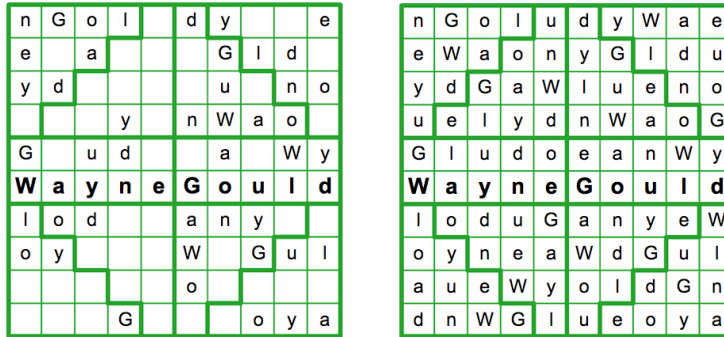 n G o l d y e
e a G l d
y d u n o
y n W a o
G u d a W y
W a y n e G o u l d
l o d a n y
o y W G u l
o
G o y a
n G o l u d y W a e
e W a o n y G l d u
y d G a W l u e n o
u e l y d n W a o G
G l u d o e a n W y
W a y n e G o u l d
l o d u G a n y e W
o y n e a W d G u l
a u e W y o l d G n
d n W G l u e o y a